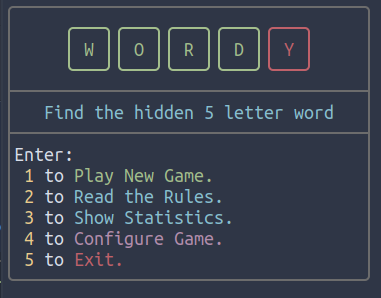 W O R D Y
Find the hidden 5 letter word
Enter:
1 to Play New Game.
2 to Read the Rules.
3 to Show Statistics.
4 to Configure Game.
5 to Exit.